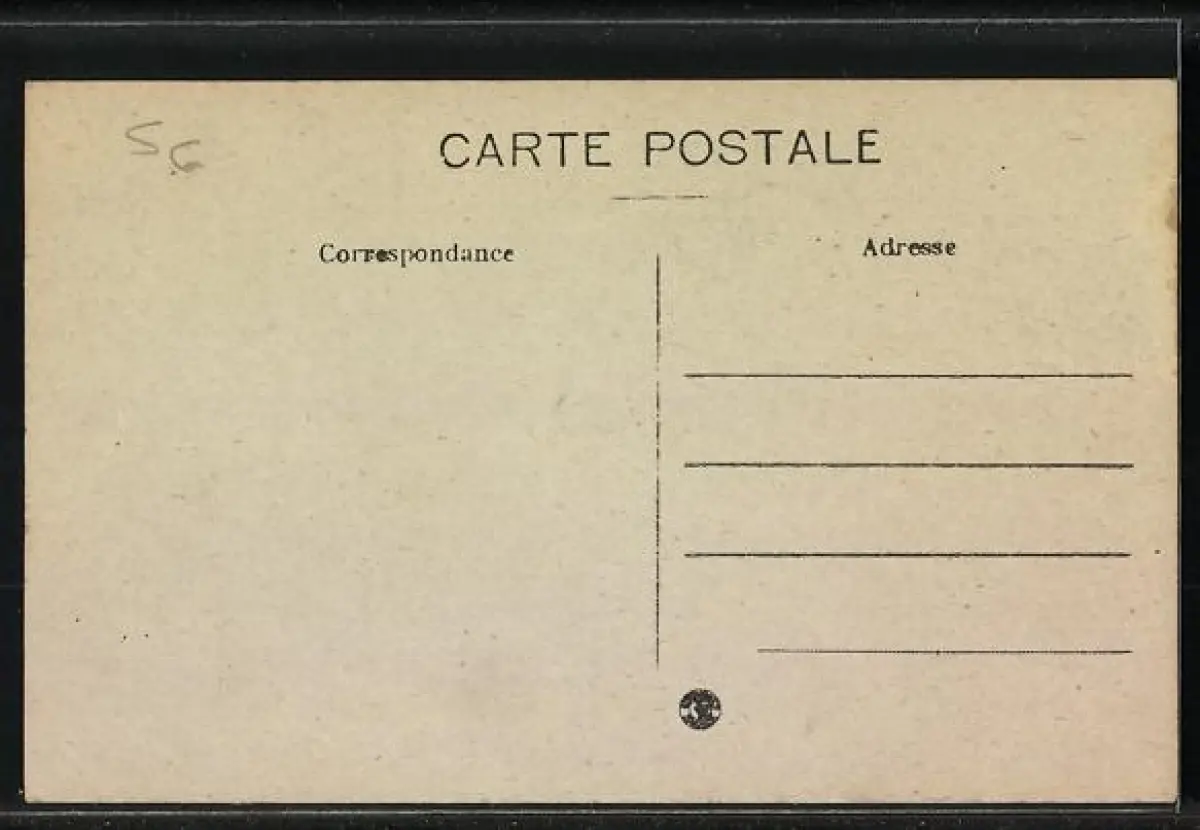 56
CARTE POSTALE
Correspondance
Adresse